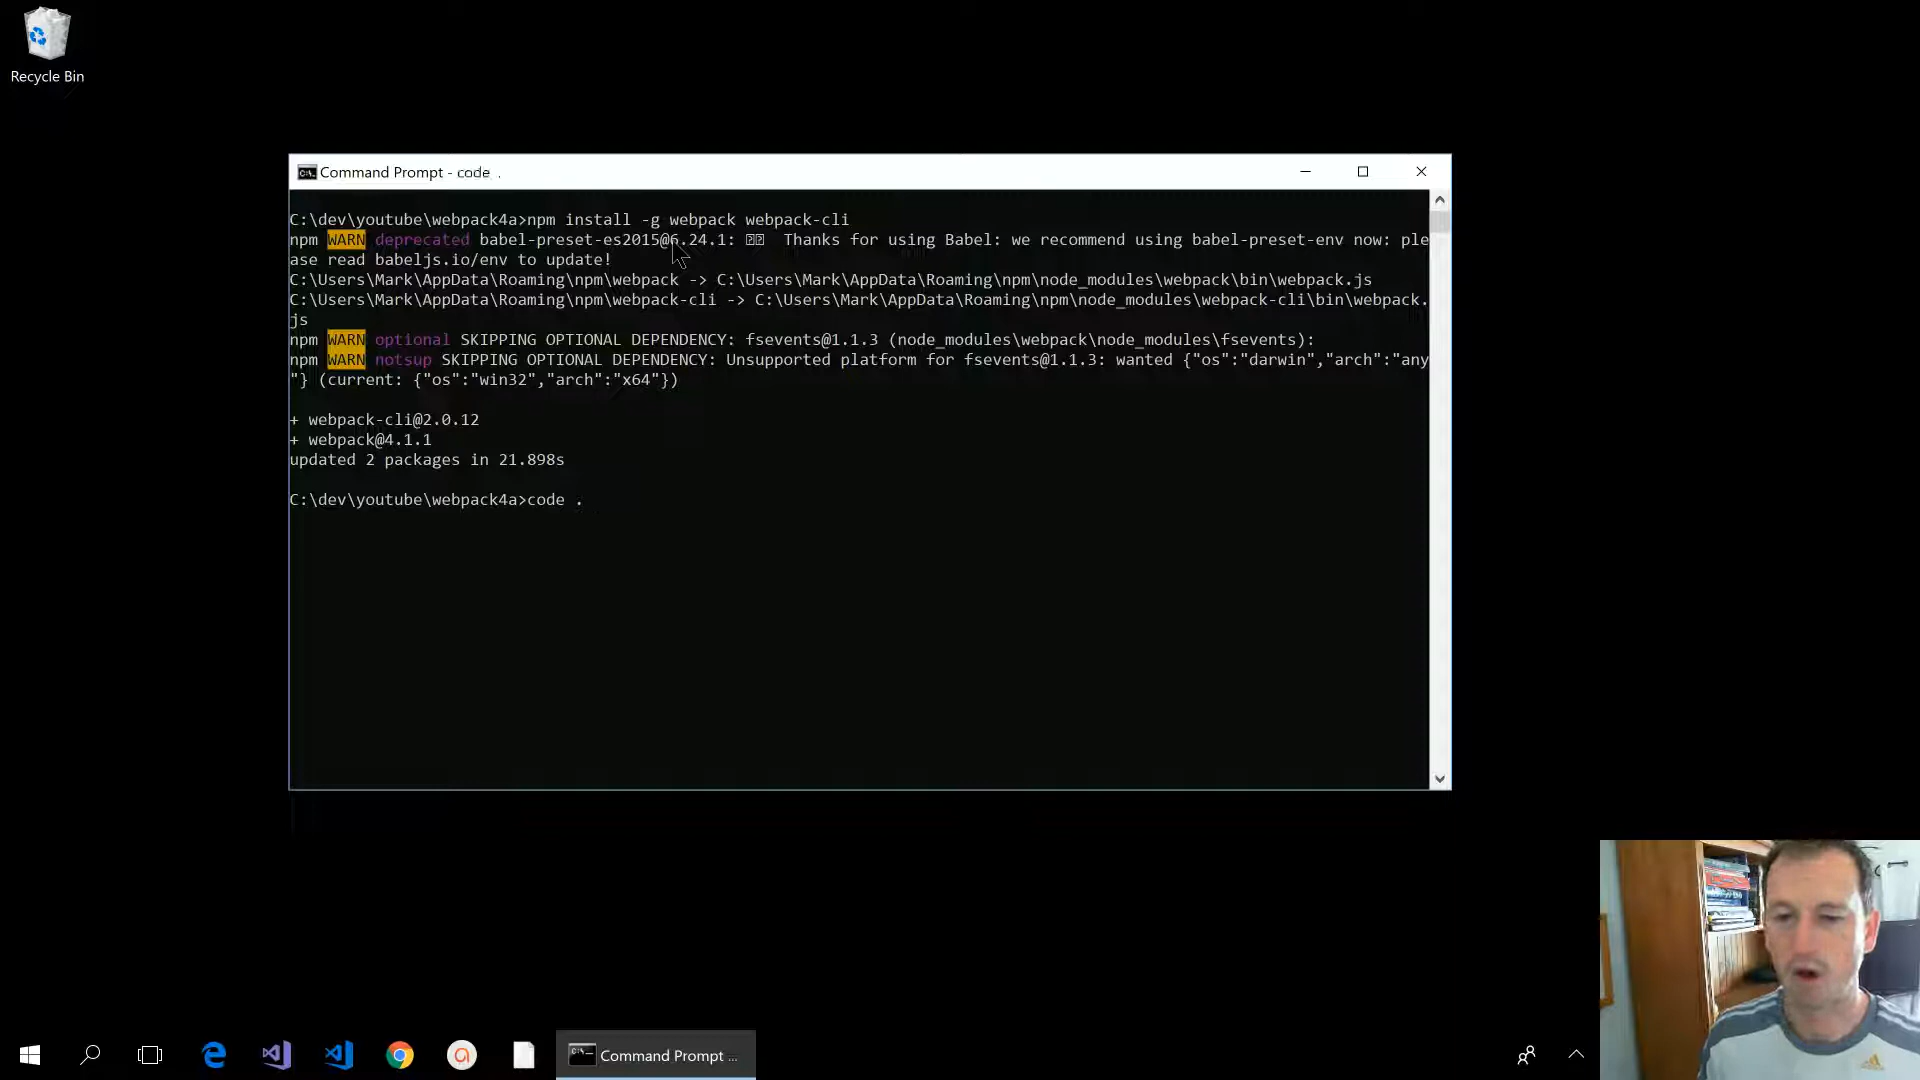 Recycle Bin
Command Prompt - code  .
C:\dev\youtube\webpack4a>npm install -g webpack webpack-cli
npm WARN deprecated babel-preset-es2015@6.24.1: Thanks for using Babel: we recommend using babel-preset-env now: ple
ase read babeljs.io/env to update!
C:\Users\Mark\AppData\Roaming\npm\webpack -> C:\Users\Mark\AppData\Roaming\npm\node_modules\webpack\bin\webpack.js
C:\Users\Mark\AppData\Roaming\npm\webpack-cli -> C:\Users\Mark\AppData\Roaming\npm\node_modules\webpack-cli\bin\webpack.
js
npm WARN optional SKIPPING OPTIONAL DEPENDENCY: fsevents@1.1.3 (node_modules\webpack\node_modules\fsevents):
npm WARN notsup SKIPPING OPTIONAL DEPENDENCY: Unsupported platform for fsevents@1.1.3: wanted {"os":"darwin","arch":"any
"} (current: {"os":"win32","arch":"x64"})
+ webpack-cli@2.0.12
+ webpack@4.1.1
updated 2 packages in 21.898s
C:\dev\youtube\webpack4a>code .
Command Prompt ...